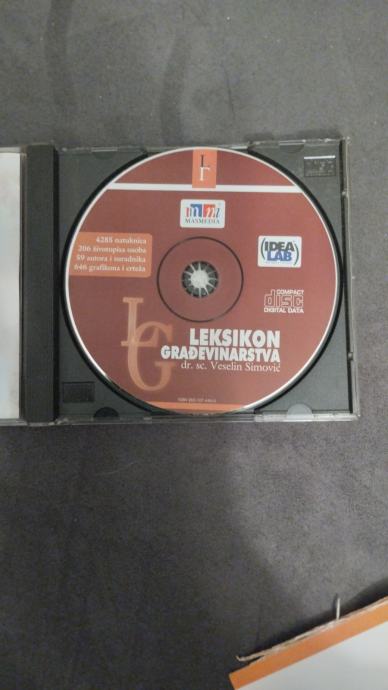 LG
MASMEDIA
4285 natuknica
206 životopisa osoba
59 autora i suradnika
646 grafikona i crteža
IDEA
LAB
COMPACT
disc
DIGITAL DATA
LG
LEKSIKON
GRAĐEVINARSTVA
dr. sc. Veselin Simović